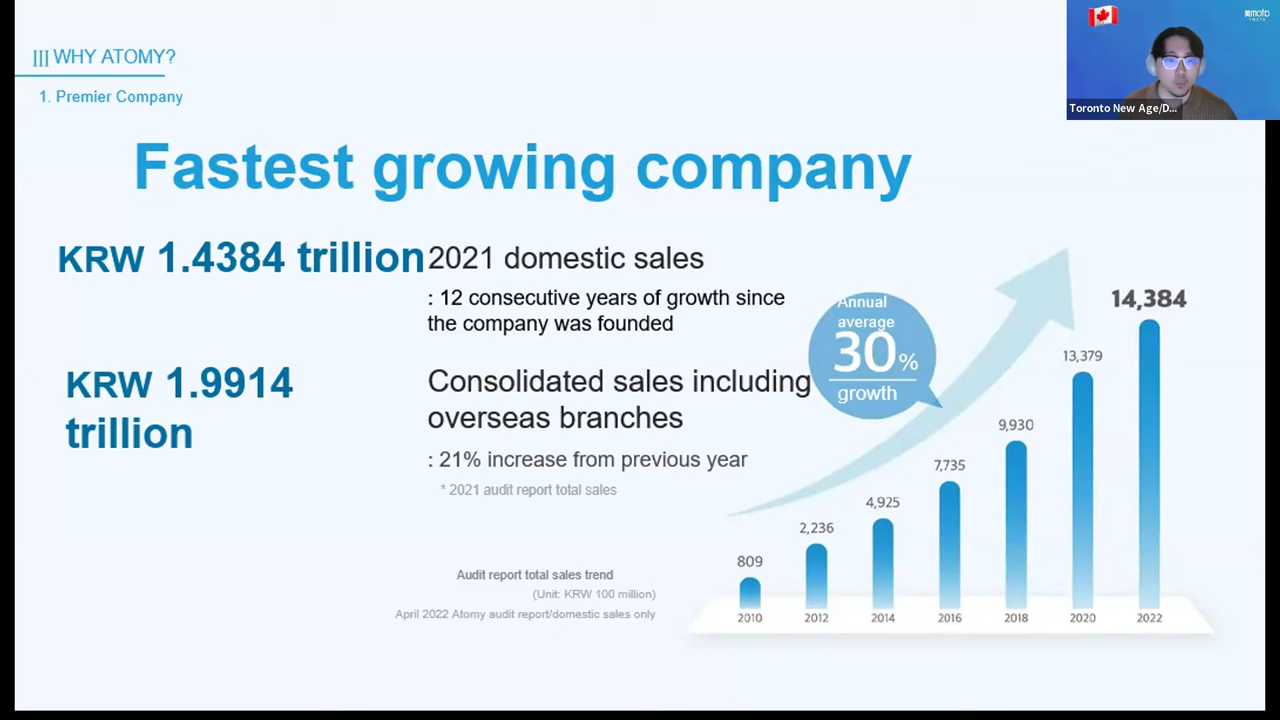 ||| WHY ATOMY?
1. Premier Company
Fastest growing company
KRW 1.4384 trillion
2021 domestic sales
: 12 consecutive years of growth since
the company was founded
KRW 1.9914
trillion
Consolidated sales including
overseas branches
: 21% increase from previous year
* 2021 audit report total sales
Audit report total sales trend
(Unit: KRW 100 million)
April 2022 Atomy audit report/domestic sales only
Annual
average
30%
growth
809
2,236
4,925
7,735
9,930
13,379
14,384
2010
2012
2014
2016
2018
2020
2022
Toronto New Age/D...